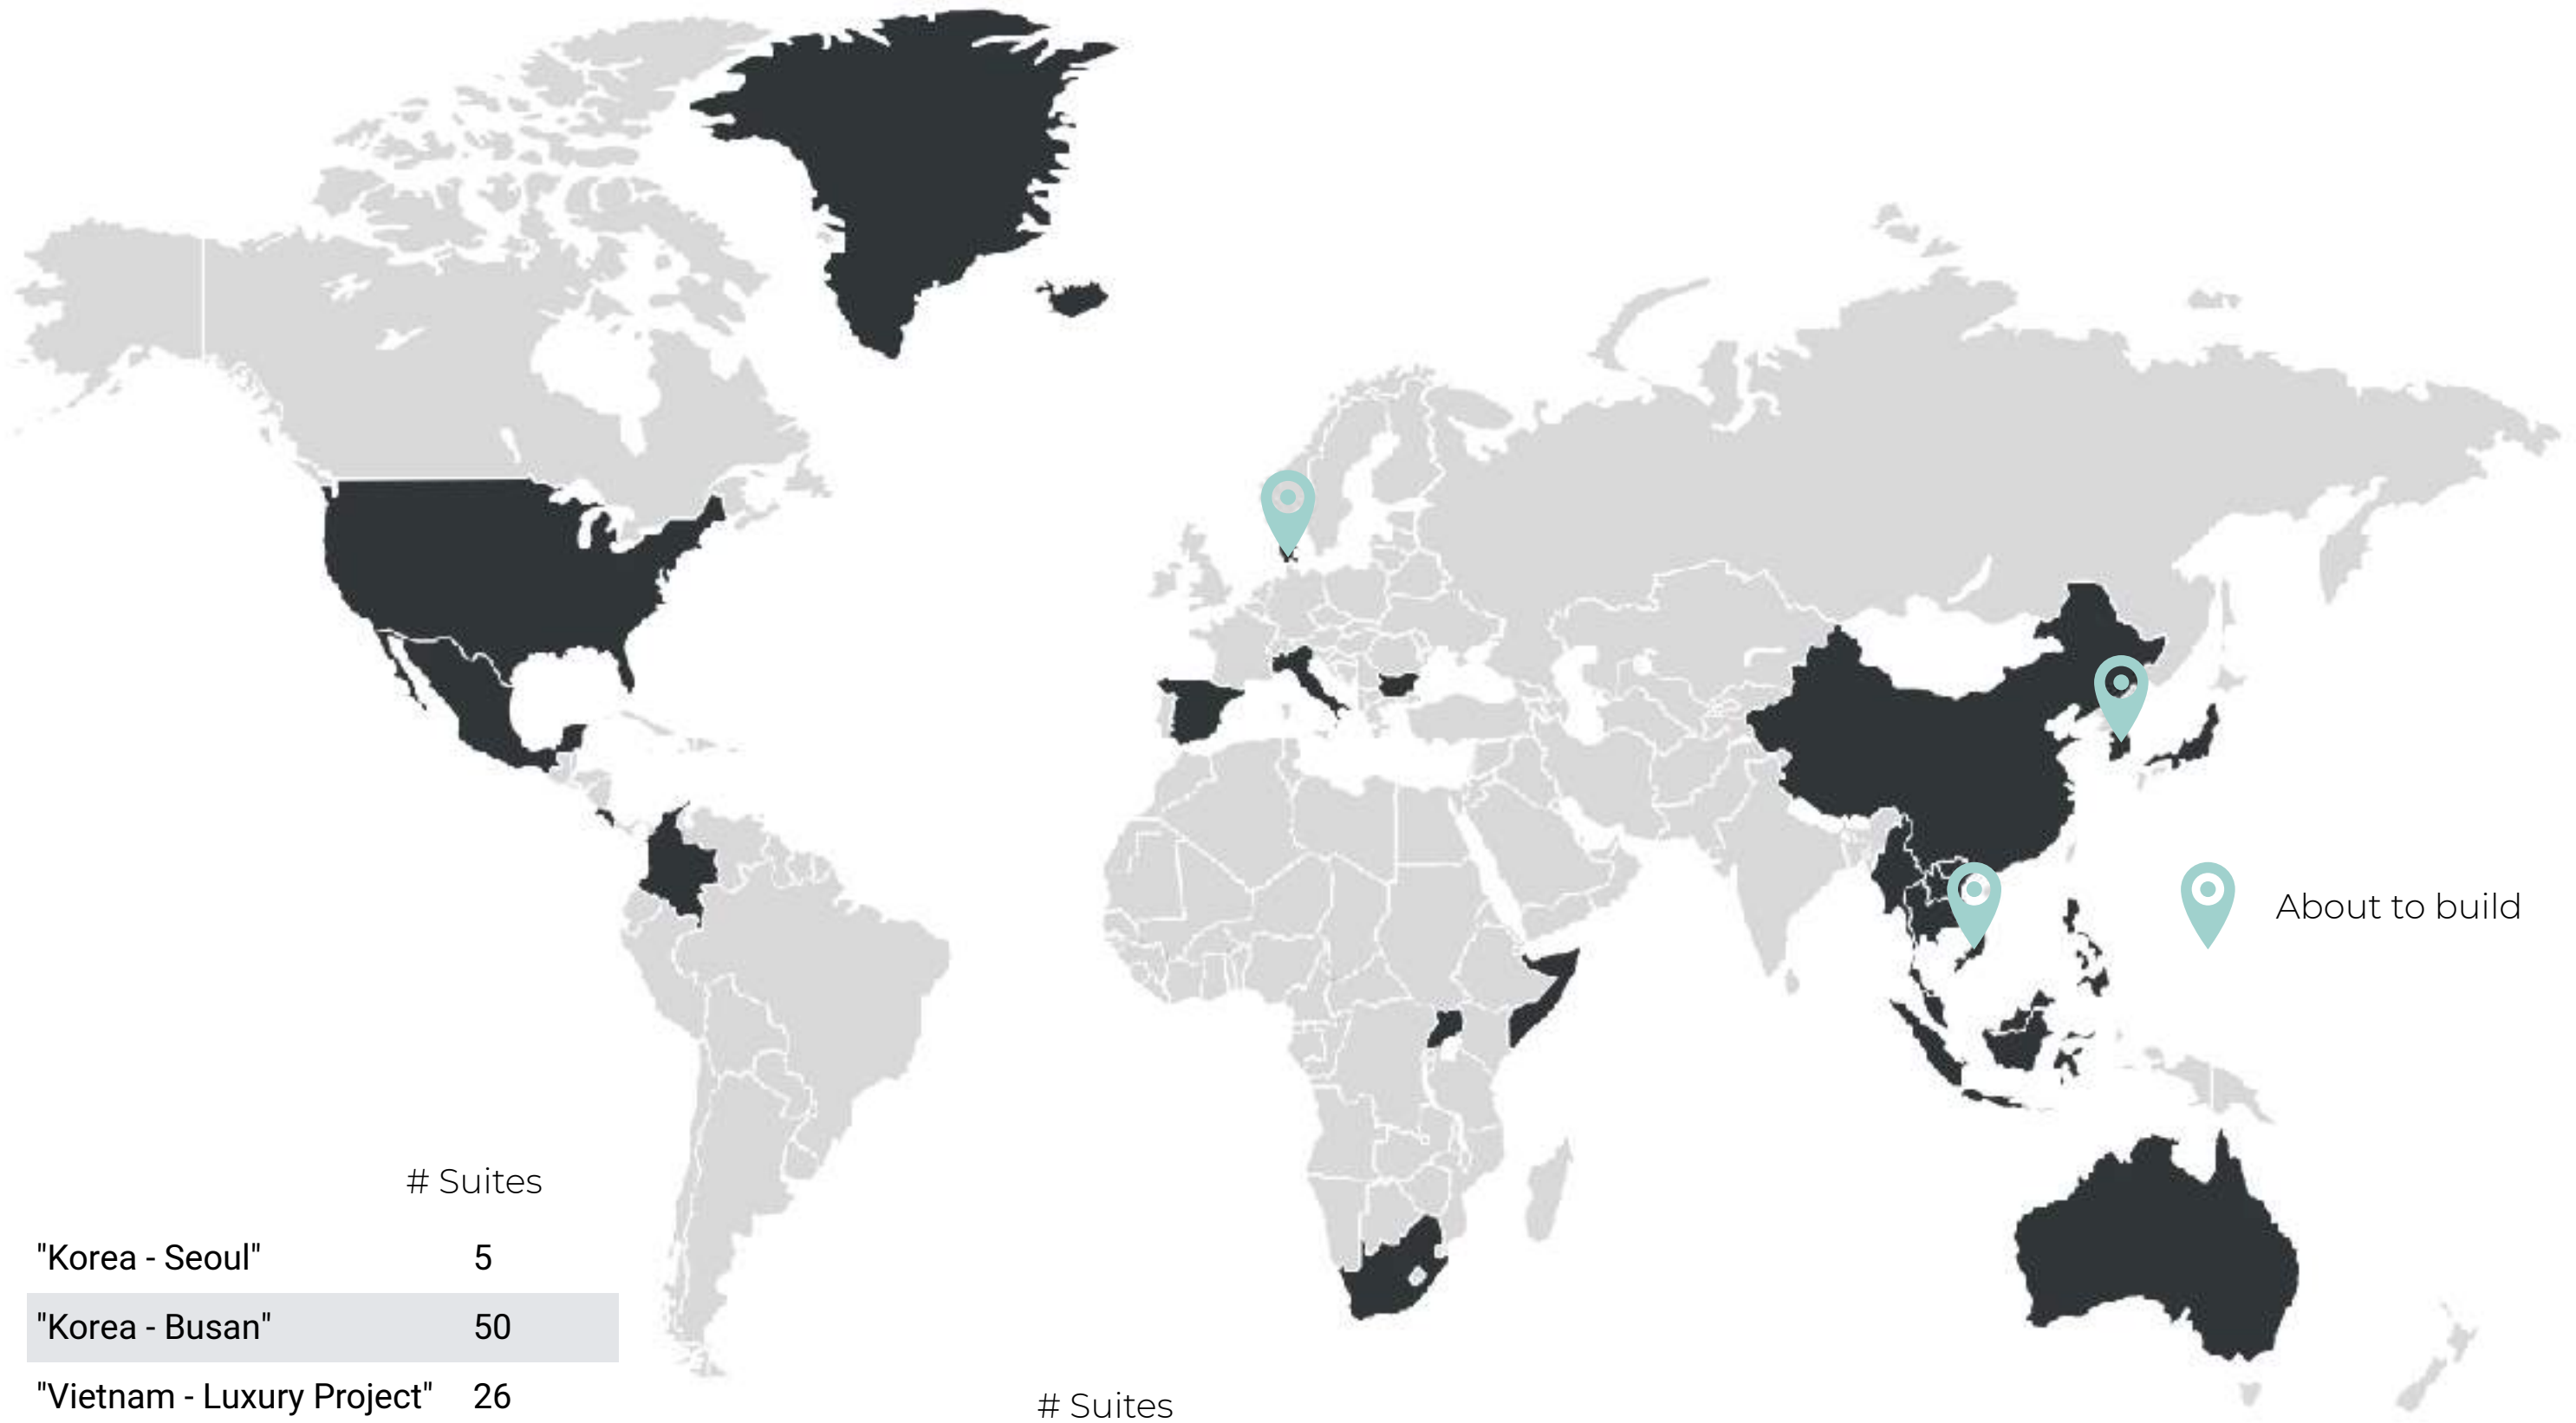 About to build
# Suites
"Korea - Seoul" 5
"Korea - Busan" 50
"Vietnam - Luxury Project" 26
# Suites